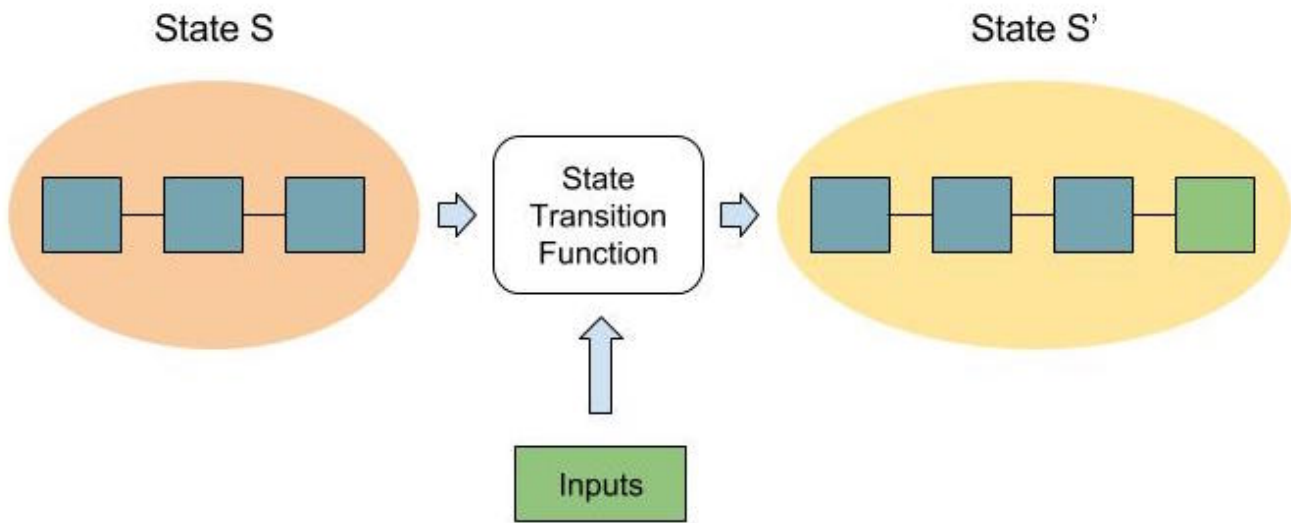 State S
State S’
State
Transition
Function
Inputs